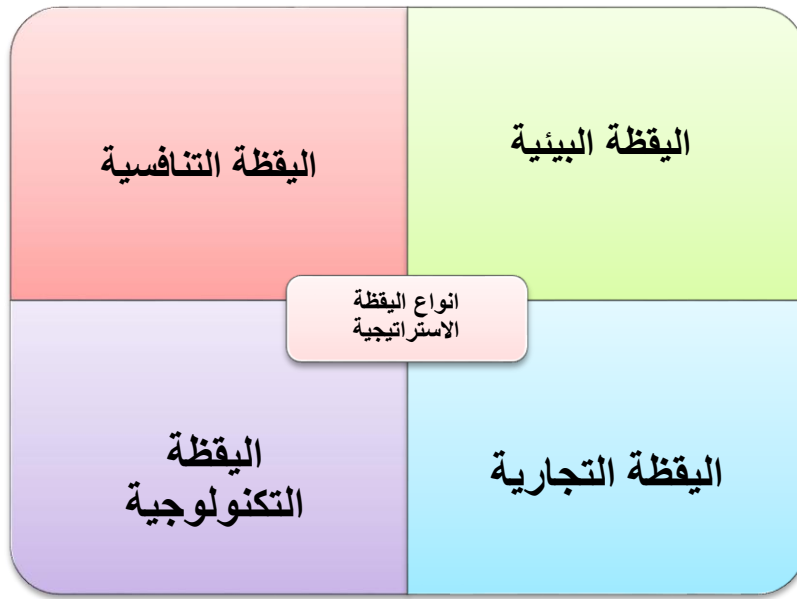 اليقظة البيئية
اليقظة التنافسية
انواع اليقظة
الاستراتيجية
اليقظة التجارية
اليقظة
التكنولوجية